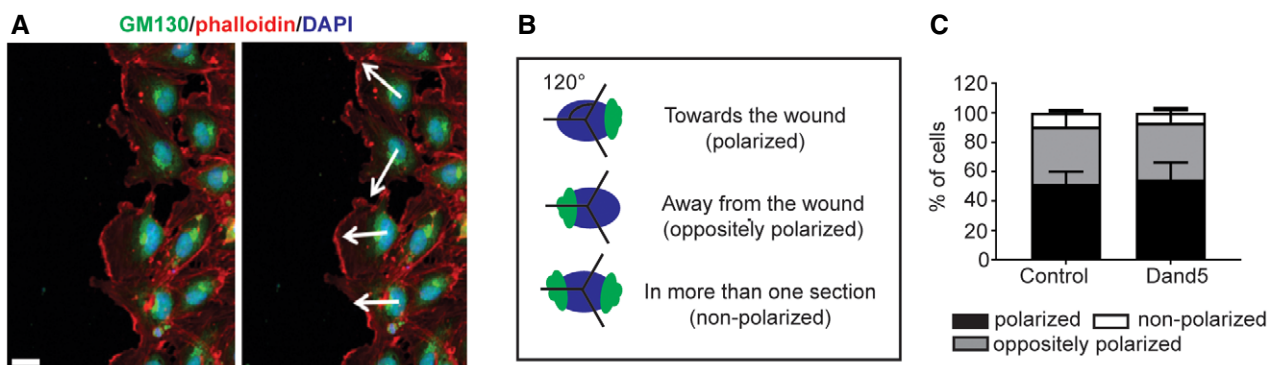 A
GM130/phalloidin/DAPI
B
120°
Towards the wound
(polarized)
Away from the wound
(oppositely polarized)
In more than one section
(non-polarized)
C
% of cells
120
100
80
60
40
20
0
Control Dand5
polarized non-polarized
oppositely polarized